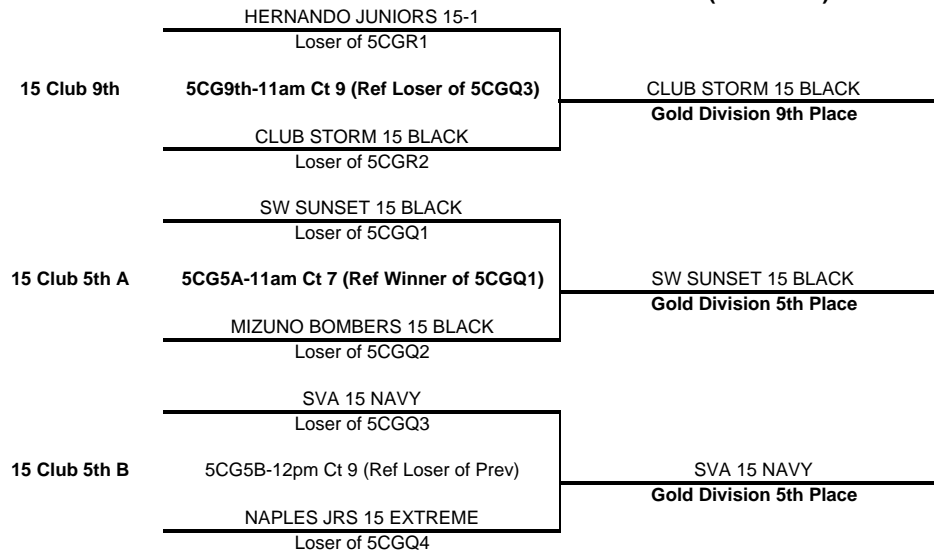 HERNANDO JUNIORS 15-1
Loser of 5CGR1
15 Club 9th
5CG9th-11am Ct 9 (Ref Loser of 5CGQ3)
CLUB STORM 15 BLACK
Gold Division 9th Place
CLUB STORM 15 BLACK
Loser of 5CGR2
SW SUNSET 15 BLACK
Loser of 5CGQ1
15 Club 5th A
5CG5A-11am Ct 7 (Ref Winner of 5CGQ1)
SW SUNSET 15 BLACK
Gold Division 5th Place
MIZUNO BOMBERS 15 BLACK
Loser of 5CGQ2
SVA 15 NAVY
Loser of 5CGQ3
15 Club 5th B
5CG5B-12pm Ct 9 (Ref Loser of Prev)
SVA 15 NAVY
Gold Division 5th Place
NAPLES JRS 15 EXTREME
Loser of 5CGQ4